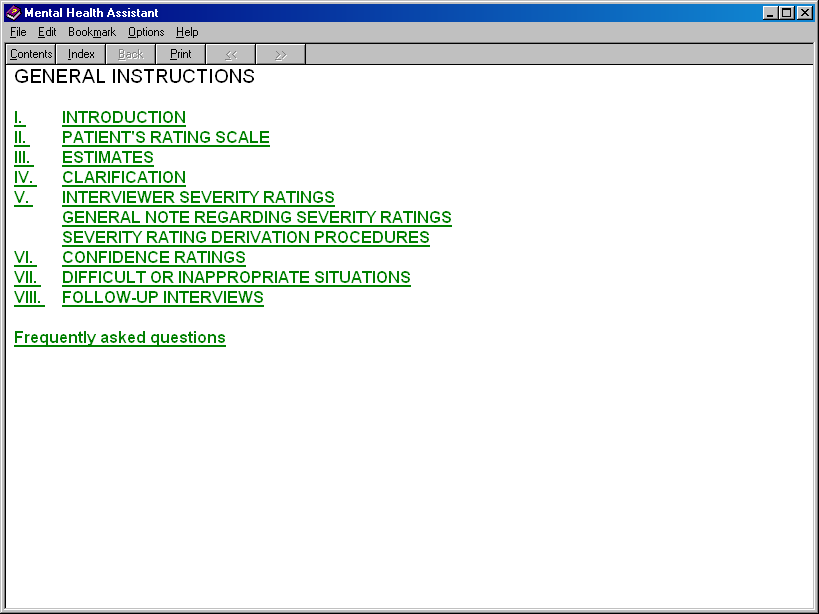 Mental Health Assistant
File Edit Bookmark Options Help
Contents Index Back Print << >>
GENERAL INSTRUCTIONS
I. INTRODUCTION
II. PATIENT'S RATING SCALE
III. ESTIMATES
IV. CLARIFICATION
V. INTERVIEWER SEVERITY RATINGS
GENERAL NOTE REGARDING SEVERITY RATINGS
SEVERITY RATING DERIVATION PROCEDURES
VI. CONFIDENCE RATINGS
VII. DIFFICULT OR INAPPROPRIATE SITUATIONS
VIII. FOLLOW-UP INTERVIEWS
Frequently asked questions